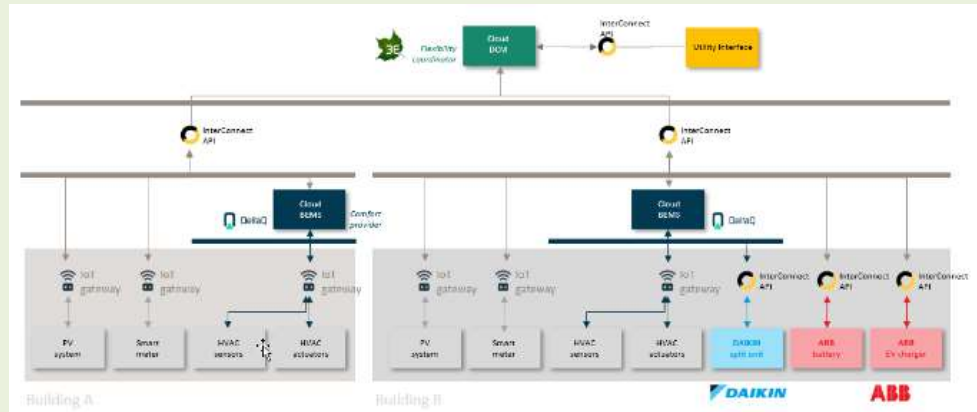 InterConnect
API
3E
Flexibility
coordinator
Cloud
DCM
Utility Interface
InterConnect
API
InterConnect
API
DeltaQ
Cloud
BEMS
Comfort
provider
Cloud
BEMS
DeltaQ
IoT
gateway
IoT
gateway
IoT
gateway
IoT
gateway
IoT
gateway
IoT
gateway
InterConnect
API
InterConnect
API
InterConnect
API
PV
system
Smart
meter
HVAC
sensors
HVAC
actuators
PV
system
Smart
meter
HVAC
sensors
HVAC
actuators
DAIKIN
split unit
ABB
battery
ABB
EV charger
Building A
Building B
DAIKIN
ABB